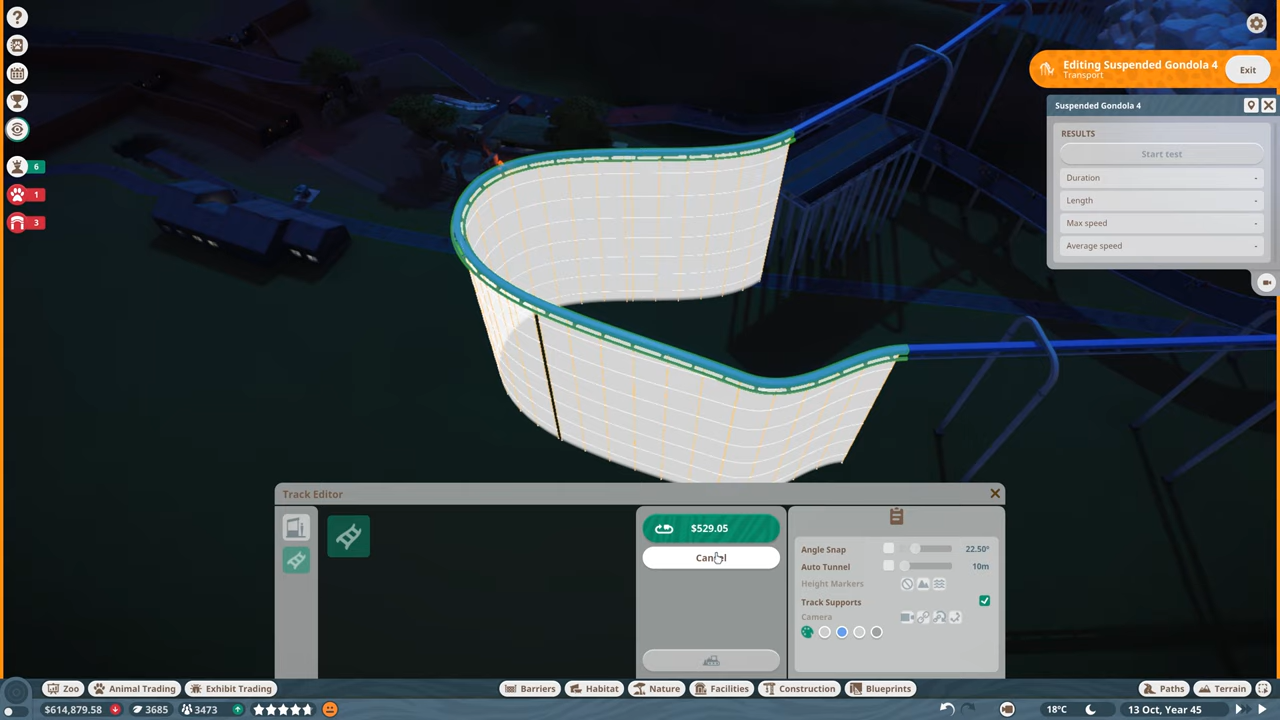 Editing Suspended Gondola 4
Transport
Exit
Suspended Gondola 4
RESULTS
Start test
Duration -
Length -
Max speed -
Average speed -
6
1
3
Track Editor
$529.05
Cancel
Angle Snap 22.50°
Auto Tunnel 10m
Height Markers
Track Supports
Camera
Zoo
Animal Trading
Exhibit Trading
Barriers
Habitat
Nature
Facilities
Construction
Blueprints
Paths
Terrain
$614,879.58
3685
3473
18°C
13 Oct, Year 45